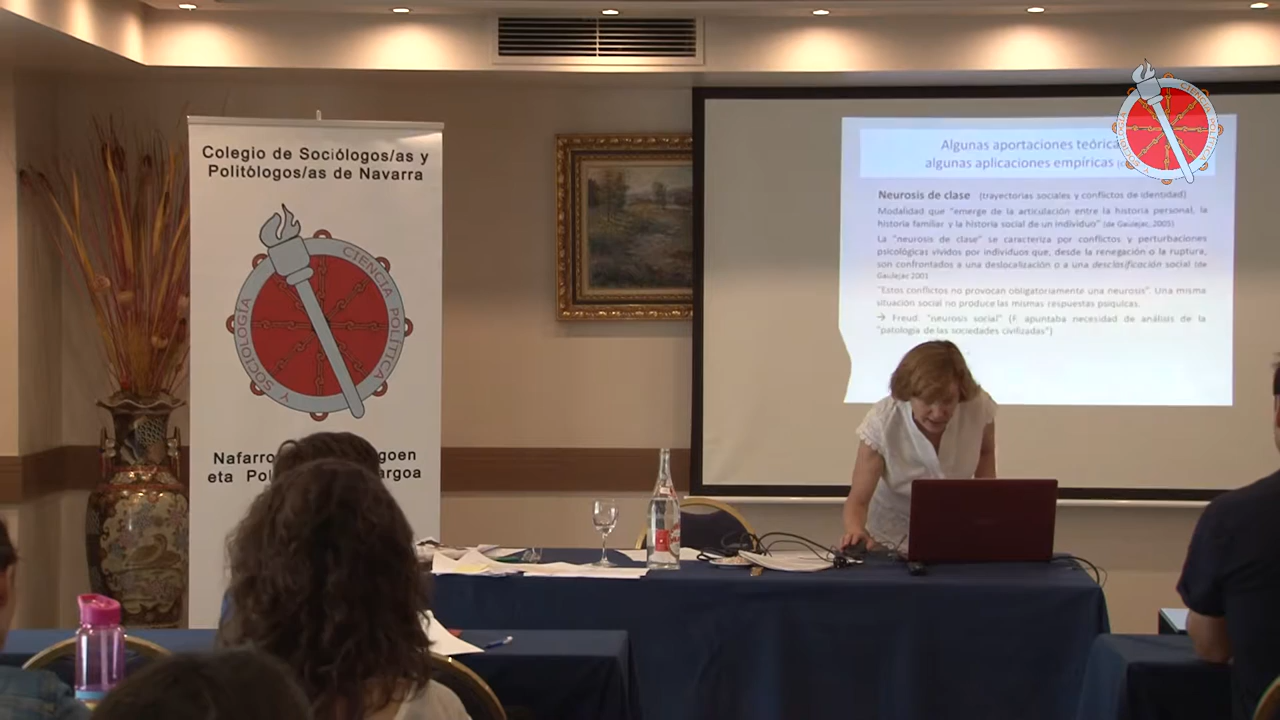 Colegio de Sociólogos/as y
Politólogos/as de Navarra
CIENCIA POLÍTICA
Y SOCIOLOGÍA
Nafarro goen
eta Pol argoa
CIENCIA POLÍTICA
Y SOCIOLOGÍA
Algunas aportaciones teórica
algunas aplicaciones empíricas
Neurosis de clase (trayectorias sociales y conflictos de identidad)
Modalidad que "emerge de la articulación entre la historia personal, la
historia familiar y la historia social de un individuo" (de Gaulejac, 2005)
La "neurosis de clase" se caracteriza por conflictos y perturbaciones
psicológicas vividos por individuos que, desde la renegación o la ruptura,
son confrontados a una deslocalización o a una desclasificación social (de
Gaulejac 2001
"Estos conflictos no provocan obligatoriamente una neurosis". Una misma
situación social no produce las mismas respuestas psíquicas.
→ Freud: "neurosis social" (F. apuntaba necesidad de análisis de la
"patología de las sociedades civilizadas")